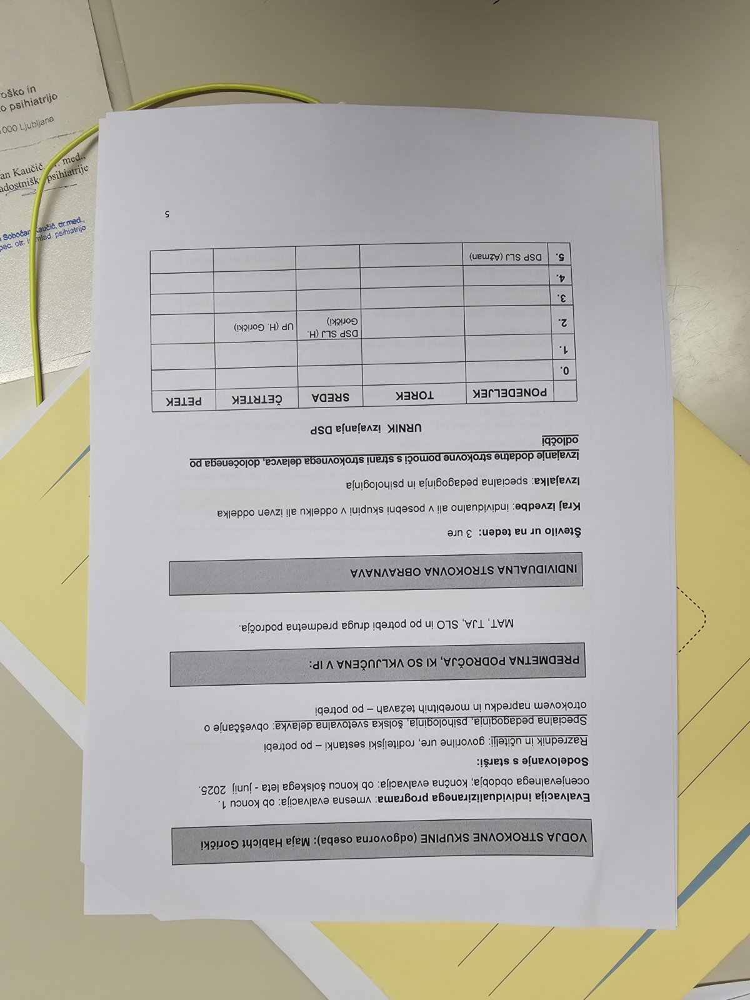 VODJA STROKOVNE SKUPINE (odgovorna oseba): Maja Habicht Gorički
Evalvacija individualiziranega programa: vmesna evalvacija: ob koncu 1.
ocenjevalnega obdobja; končna evalvacija: ob koncu šolskega leta - junij 2025.
Sodelovanje s starši:
Razrednik in učitelji: govorilne ure, roditeljski sestanki – po potrebi
Specialna pedagoginja, psihologinja, šolska svetovalna delavka: obveščanje o
otrokovem napredku in morebitnih težavah – po potrebi
PREDMETNA PODROČJA, KI SO VKLJUČENA V IP:
MAT, TJA, SLO in po potrebi druga predmetna področja.
INDIVIDUALNA STROKOVNA OBRAVNAVA
Število ur na teden: 3 ure
Kraj izvedbe: individualno ali v posebni skupini v oddelku ali izven oddelka
Izvajalka: specialna pedagoginja in psihologinja
Izvajanje dodatne strokovne pomoči s strani strokovnega delavca, določenega po
odločbi
URNIK izvajanja DSP
PONEDELJEK TOREK SREDA ČETRTEK PETEK
0.
1.
2. DSP SLJ (H. Gorički) UP (H. Gorički)
3.
4.
5. DSP SLJ (Ažman)
5
oško in
o psihiatrijo
000 Ljubljana
an Kaučič, dr. med.,
adostniške psihiatrije
Sobočan Kaučič, dr.med.,
pec. otr. in mlad. psihiatrijo